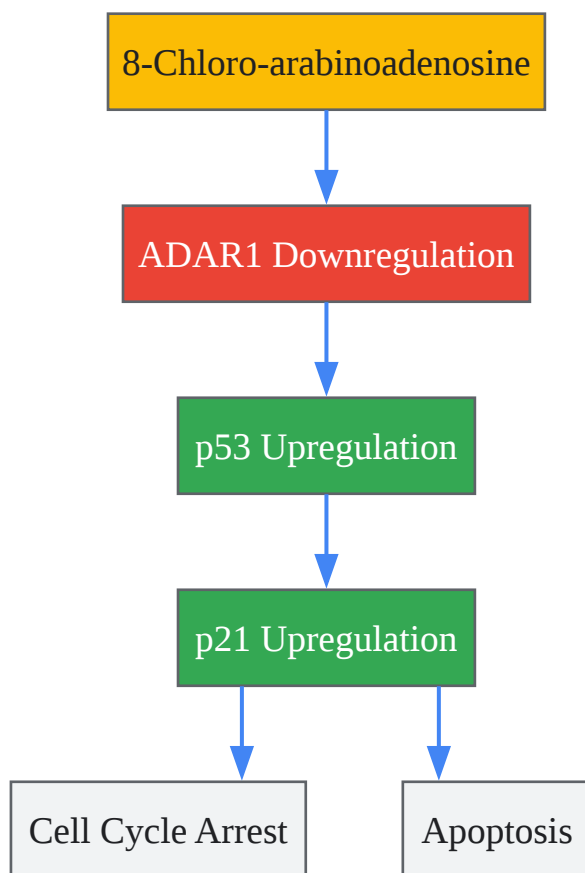 8-Chloro-arabinoadenosine
ADAR1 Downregulation
p53 Upregulation
p21 Upregulation
Cell Cycle Arrest
Apoptosis